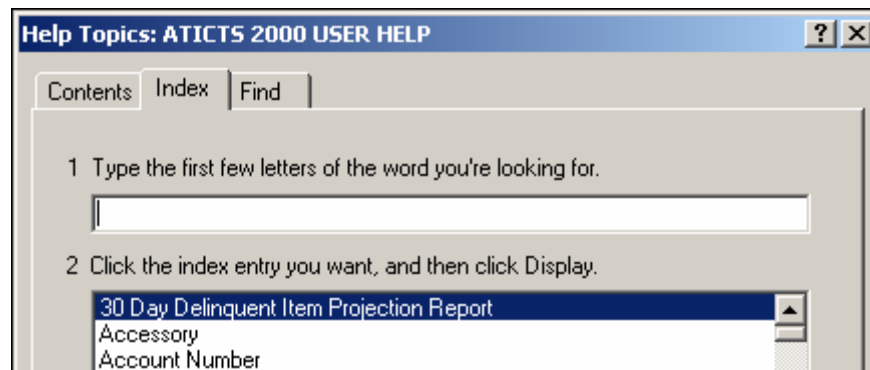 Help Topics: ATICTS 2000 USER HELP
Contents Index Find
1 Type the first few letters of the word you're looking for.
2 Click the index entry you want, and then click Display.
30 Day Delinquent Item Projection Report
Accessory
Account Number